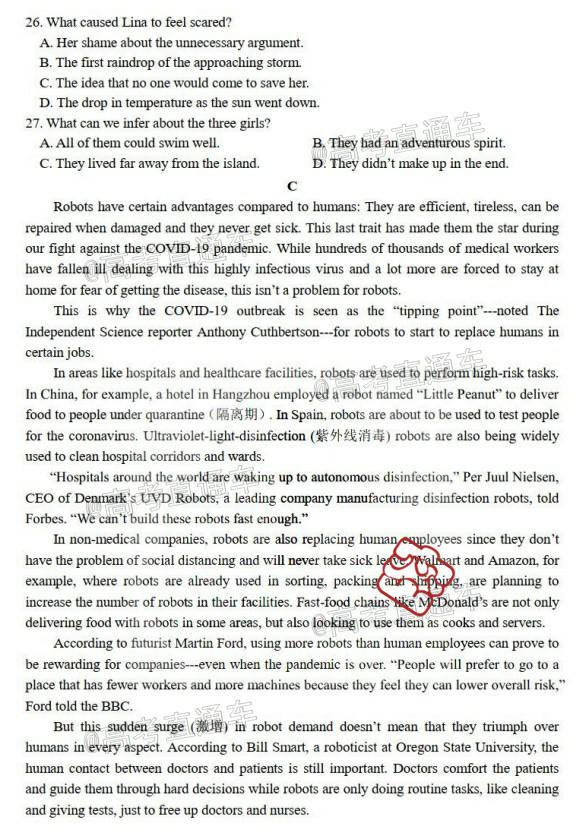 26. What caused Lina to feel scared?
A. Her shame about the unnecessary argument.
B. The first raindrop of the approaching storm.
C. The idea that no one would come to save her.
D. The drop in temperature as the sun went down.
27. What can we infer about the three girls?
A. All of them could swim well. B. They had an adventurous spirit.
C. They lived far away from the island. D. They didn’t make up in the end.
C
Robots have certain advantages compared to humans: They are efficient, tireless, can be
repaired when damaged and they never get sick. This last trait has made them the star during
our fight against the COVID-19 pandemic. While hundreds of thousands of medical workers
have fallen ill dealing with this highly infectious virus and a lot more are forced to stay at
home for fear of getting the disease, this isn’t a problem for robots.
This is why the COVID-19 outbreak is seen as the “tipping point”---noted The
Independent Science reporter Anthony Cuthbertson---for robots to start to replace humans in
certain jobs.
In areas like hospitals and healthcare facilities, robots are used to perform high-risk tasks.
In China, for example, a hotel in Hangzhou employed a robot named “Little Peanut” to deliver
food to people under quarantine（隔离期）. In Spain, robots are about to be used to test people
for the coronavirus. Ultraviolet-light-disinfection (紫外线消毒) robots are also being widely
used to clean hospital corridors and wards.
“Hospitals around the world are waking up to autonomous disinfection,” Per Juul Nielsen,
CEO of Denmark’s UVD Robots, a leading company manufacturing disinfection robots, told
Forbes. “We can’t build these robots fast enough.”
In non-medical companies, robots are also replacing human employees since they don’t
have the problem of social distancing and will never take sick leave. Walmart and Amazon, for
example, where robots are already used in sorting, packing and shipping, are planning to
increase the number of robots in their facilities. Fast-food chains like McDonald’s are not only
delivering food with robots in some areas, but also looking to use them as cooks and servers.
According to futurist Martin Ford, using more robots than human employees can prove to
be rewarding for companies---even when the pandemic is over. “People will prefer to go to a
place that has fewer workers and more machines because they feel they can lower overall risk,”
Ford told the BBC.
But this sudden surge (激增) in robot demand doesn’t mean that they triumph over
humans in every aspect. According to Bill Smart, a roboticist at Oregon State University, the
human contact between doctors and patients is still important. Doctors comfort the patients
and guide them through hard decisions while robots are only doing routine tasks, like cleaning
and giving tests, just to free up doctors and nurses.
@高考直通车
@高考直通车
@高考直通车
@高考直通车
@高考直通车
@高考直通车